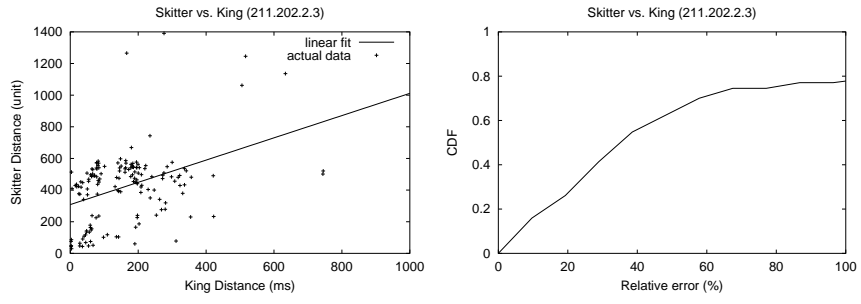 Skitter vs. King (211.202.2.3)
Skitter Distance (unit)
1400
1200
1000
800
600
400
200
0
linear fit
actual data
0 200 400 600 800 1000
King Distance (ms)
Skitter vs. King (211.202.2.3)
CDF
1
0.8
0.6
0.4
0.2
0
0 20 40 60 80 100
Relative error (%)